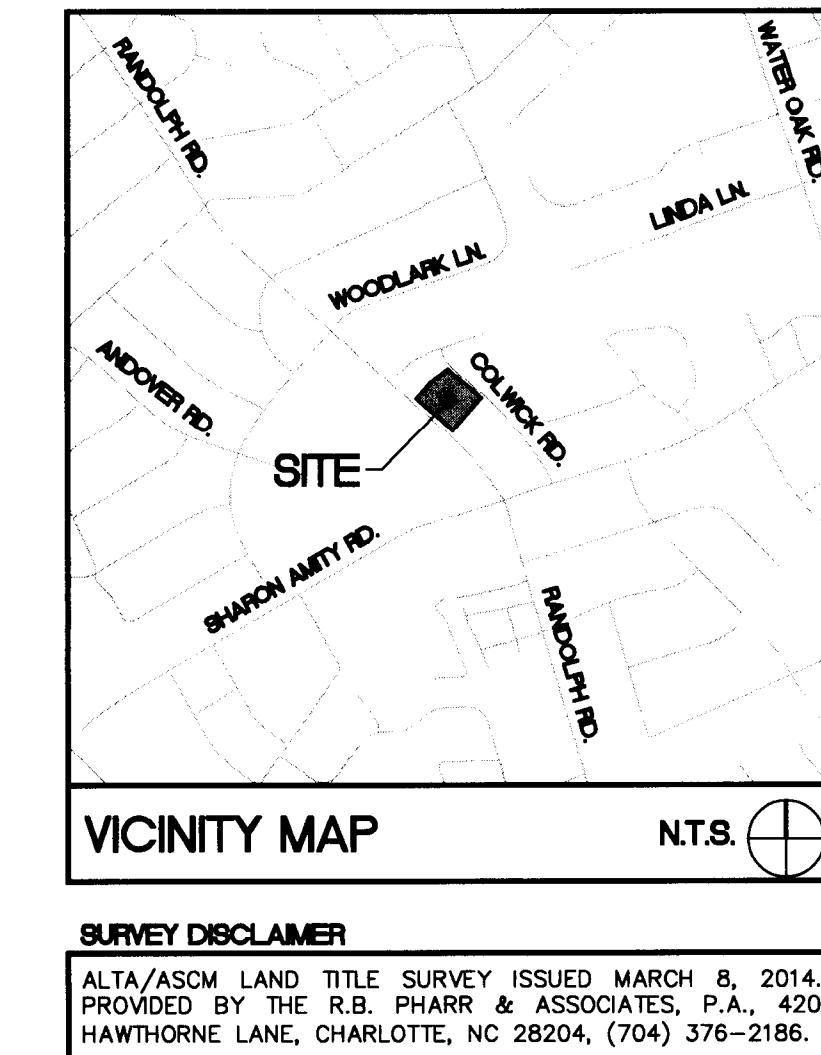 RANDOLPH RD.
WATER OAK RD.
LINDA LN.
WOODLARK LN.
ANDOVER RD.
COLWICK RD.
SITE
SHARON AMITY RD.
RANDOLPH RD.
VICINITY MAP N.T.S.
SURVEY DISCLAIMER
ALTA/ASCM LAND TITLE SURVEY ISSUED MARCH 8, 2014.
PROVIDED BY THE R.B. PHARR & ASSOCIATES, P.A., 420
HAWTHORNE LANE, CHARLOTTE, NC 28204, (704) 376-2186.